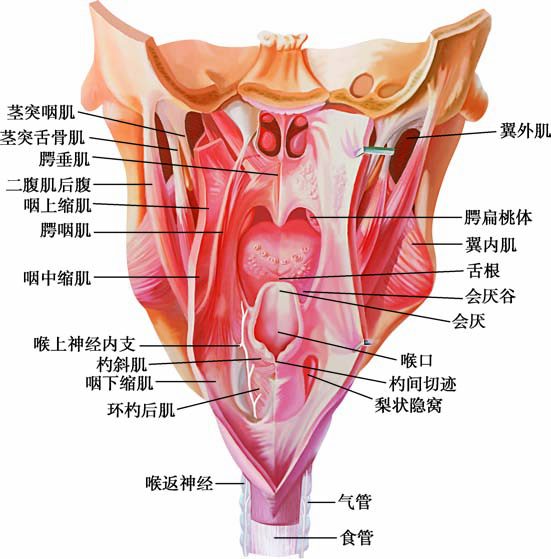 茎突咽肌
茎突舌骨肌
腭垂肌
二腹肌后腹
咽上缩肌
腭咽肌
咽中缩肌
喉上神经内支
杓斜肌
咽下缩肌
环杓后肌
喉返神经
翼外肌
腭扁桃体
翼内肌
舌根
会厌谷
会厌
喉口
杓间切迹
梨状隐窝
气管
食管